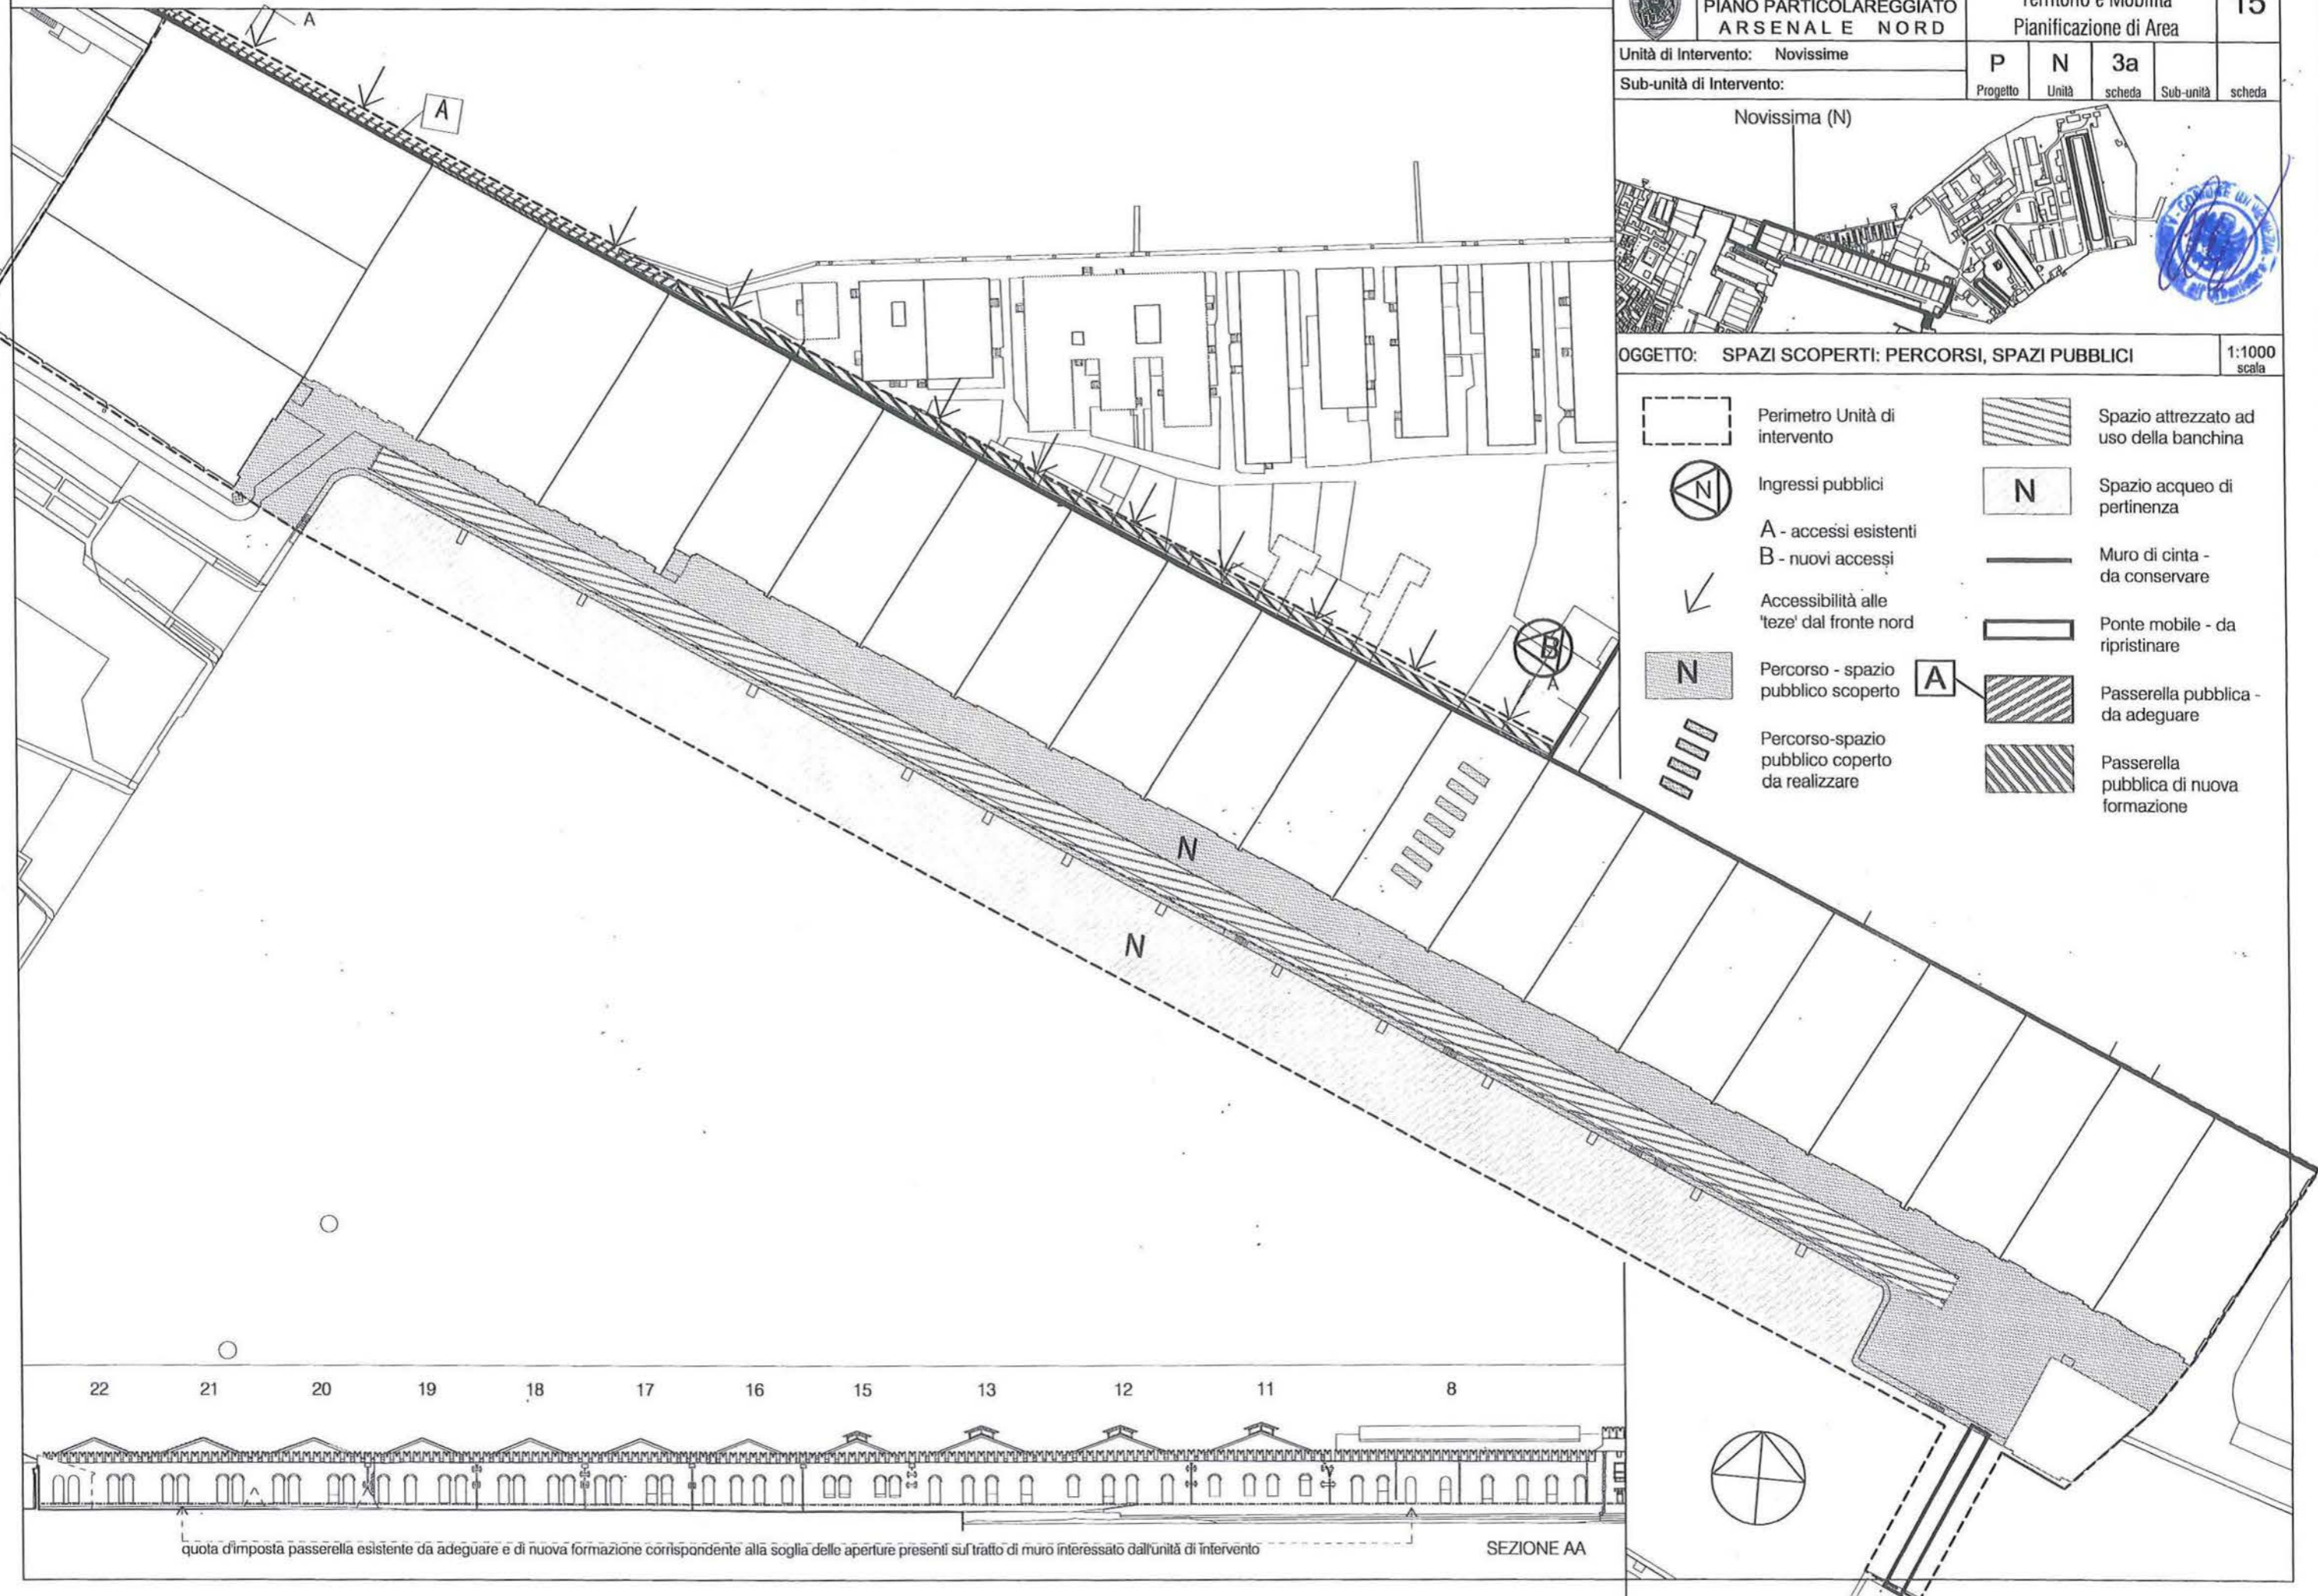 PIANO PARTICOLAREGGIATO
ARSENALE NORD
Territorio e Mobilità
Pianificazione di Area
15
Unità di Intervento: Novissime
Sub-unità di Intervento:
P
Progetto
N
Unità
3a
scheda
Sub-unità
scheda
Novissima (N)
OGGETTO: SPAZI SCOPERTI: PERCORSI, SPAZI PUBBLICI
1:1000
scala
Perimetro Unità di
intervento
N
Ingressi pubblici
A - accessi esistenti
B - nuovi accessi
Accessibilità alle
'teze' dal fronte nord
N
Percorso - spazio
pubblico scoperto
Percorso-spazio
pubblico coperto
da realizzare
Spazio attrezzato ad
uso della banchina
N
Spazio acqueo di
pertinenza
Muro di cinta -
da conservare
Ponte mobile - da
ripristinare
A
Passerella pubblica -
da adeguare
Passerella
pubblica di nuova
formazione
A
A
B
A
N
N
22 21 20 19 18 17 16 15 13 12 11 8
quota d'imposta passerella esistente da adeguare e di nuova formazione corrispondente alla soglia delle aperture presenti sul tratto di muro interessato dall'unità di intervento
SEZIONE AA